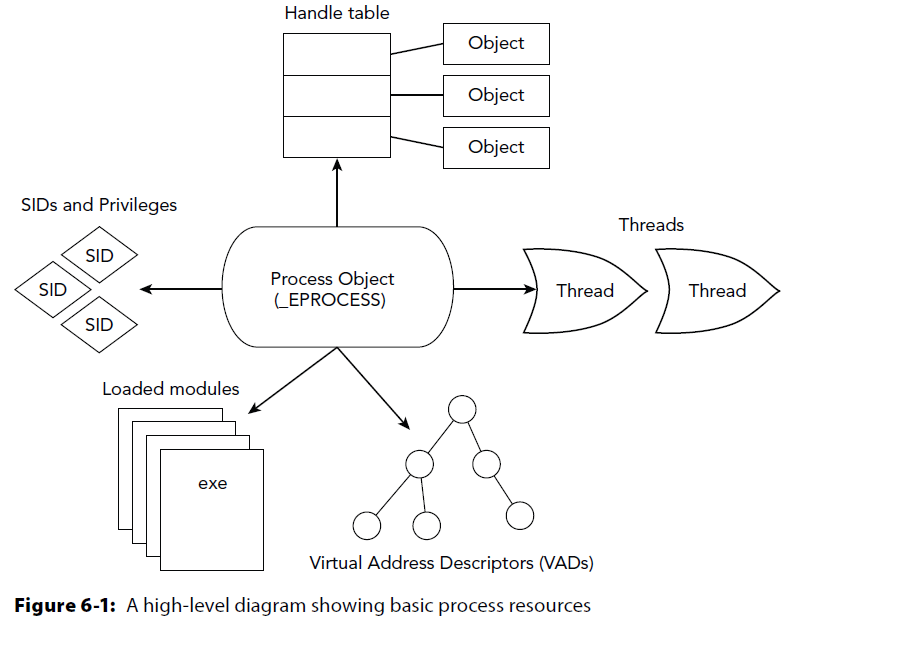 Handle table
Object
Object
Object
SIDs and Privileges
SID
SID
SID
Process Object
(_EPROCESS)
Threads
Thread
Thread
Loaded modules
exe
Virtual Address Descriptors (VADs)
Figure 6-1: A high-level diagram showing basic process resources